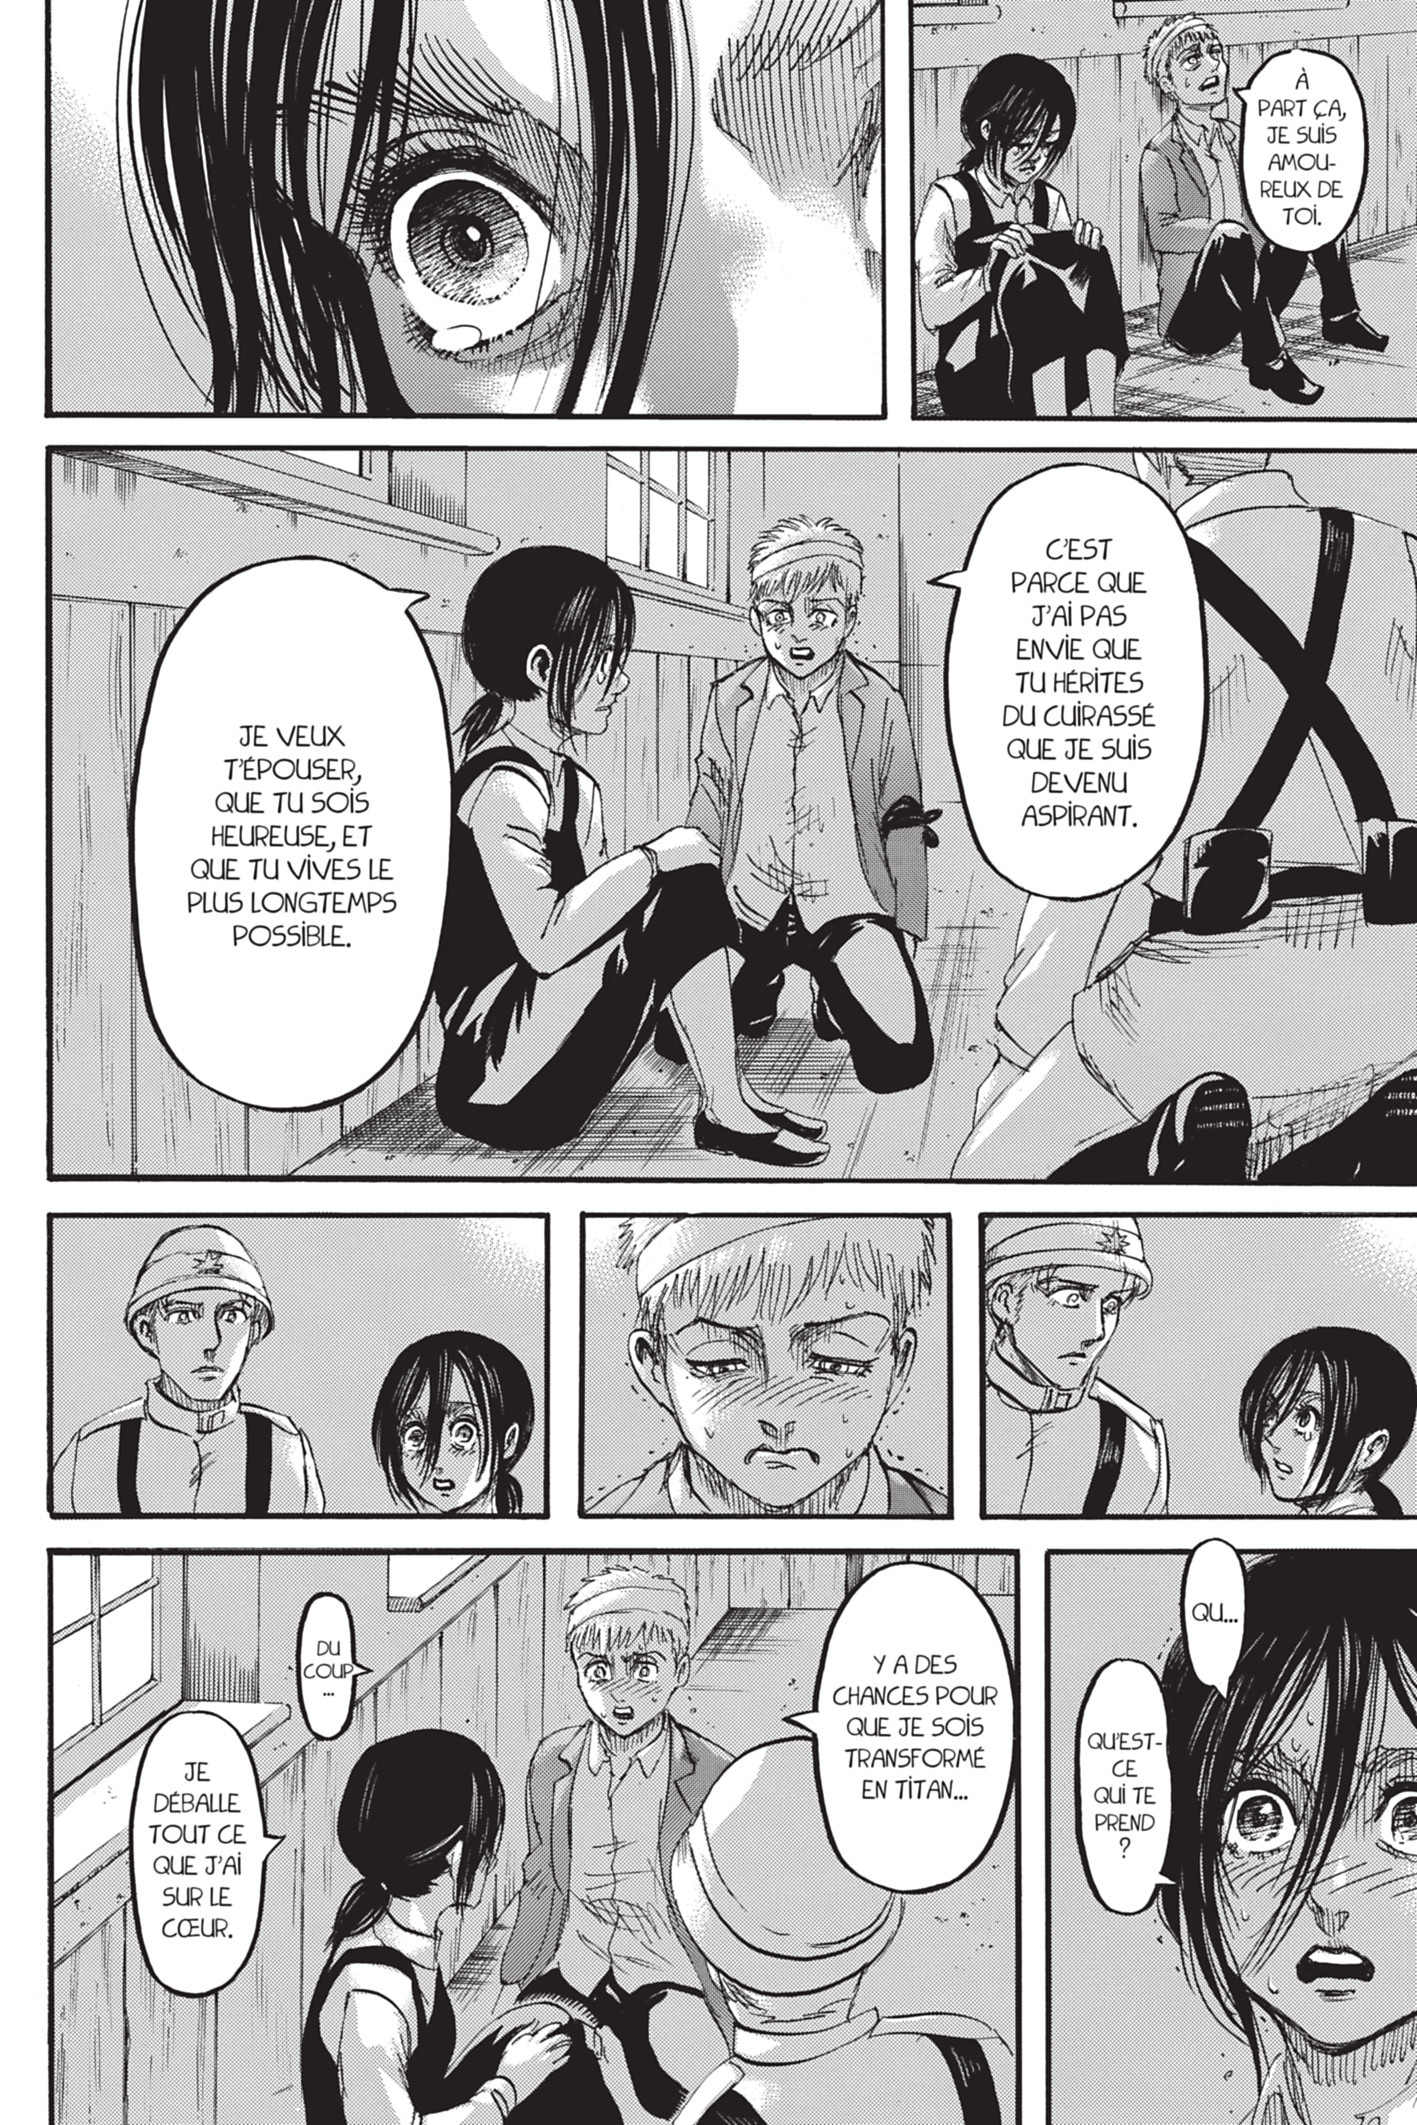 À
PART ÇA,
JE SUIS
AMOU-
REUX DE
TOI.
C'EST
PARCE QUE
J'AI PAS
ENVIE QUE
TU HÉRITES
DU CUIRASSÉ
QUE JE SUIS
DEVENU
ASPIRANT.
JE VEUX
T'ÉPOUSER,
QUE TU SOIS
HEUREUSE, ET
QUE TU VIVES LE
PLUS LONGTEMPS
POSSIBLE.
QU...
QU'EST-
CE
QUI TE
PREND
?
Y A DES
CHANCES POUR
QUE JE SOIS
TRANSFORMÉ
EN TITAN...
DU
COUP
...
JE
DÉBALLE
TOUT CE
QUE J'AI
SUR LE
CŒUR.